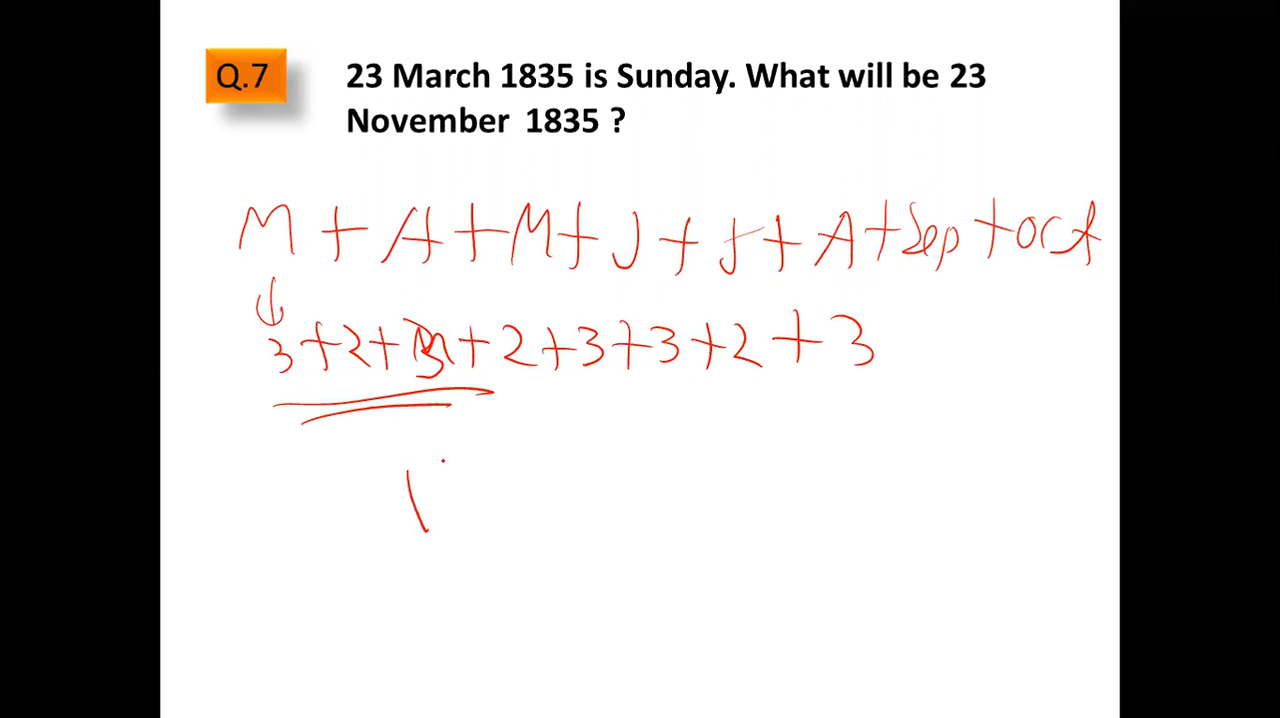 Q.7
23 March 1835 is Sunday. What will be 23
November 1835 ?
M + A + M + J + J + A + Sep + Oct
3 + 2 + 3 + 2 + 3 + 3 + 2 + 3